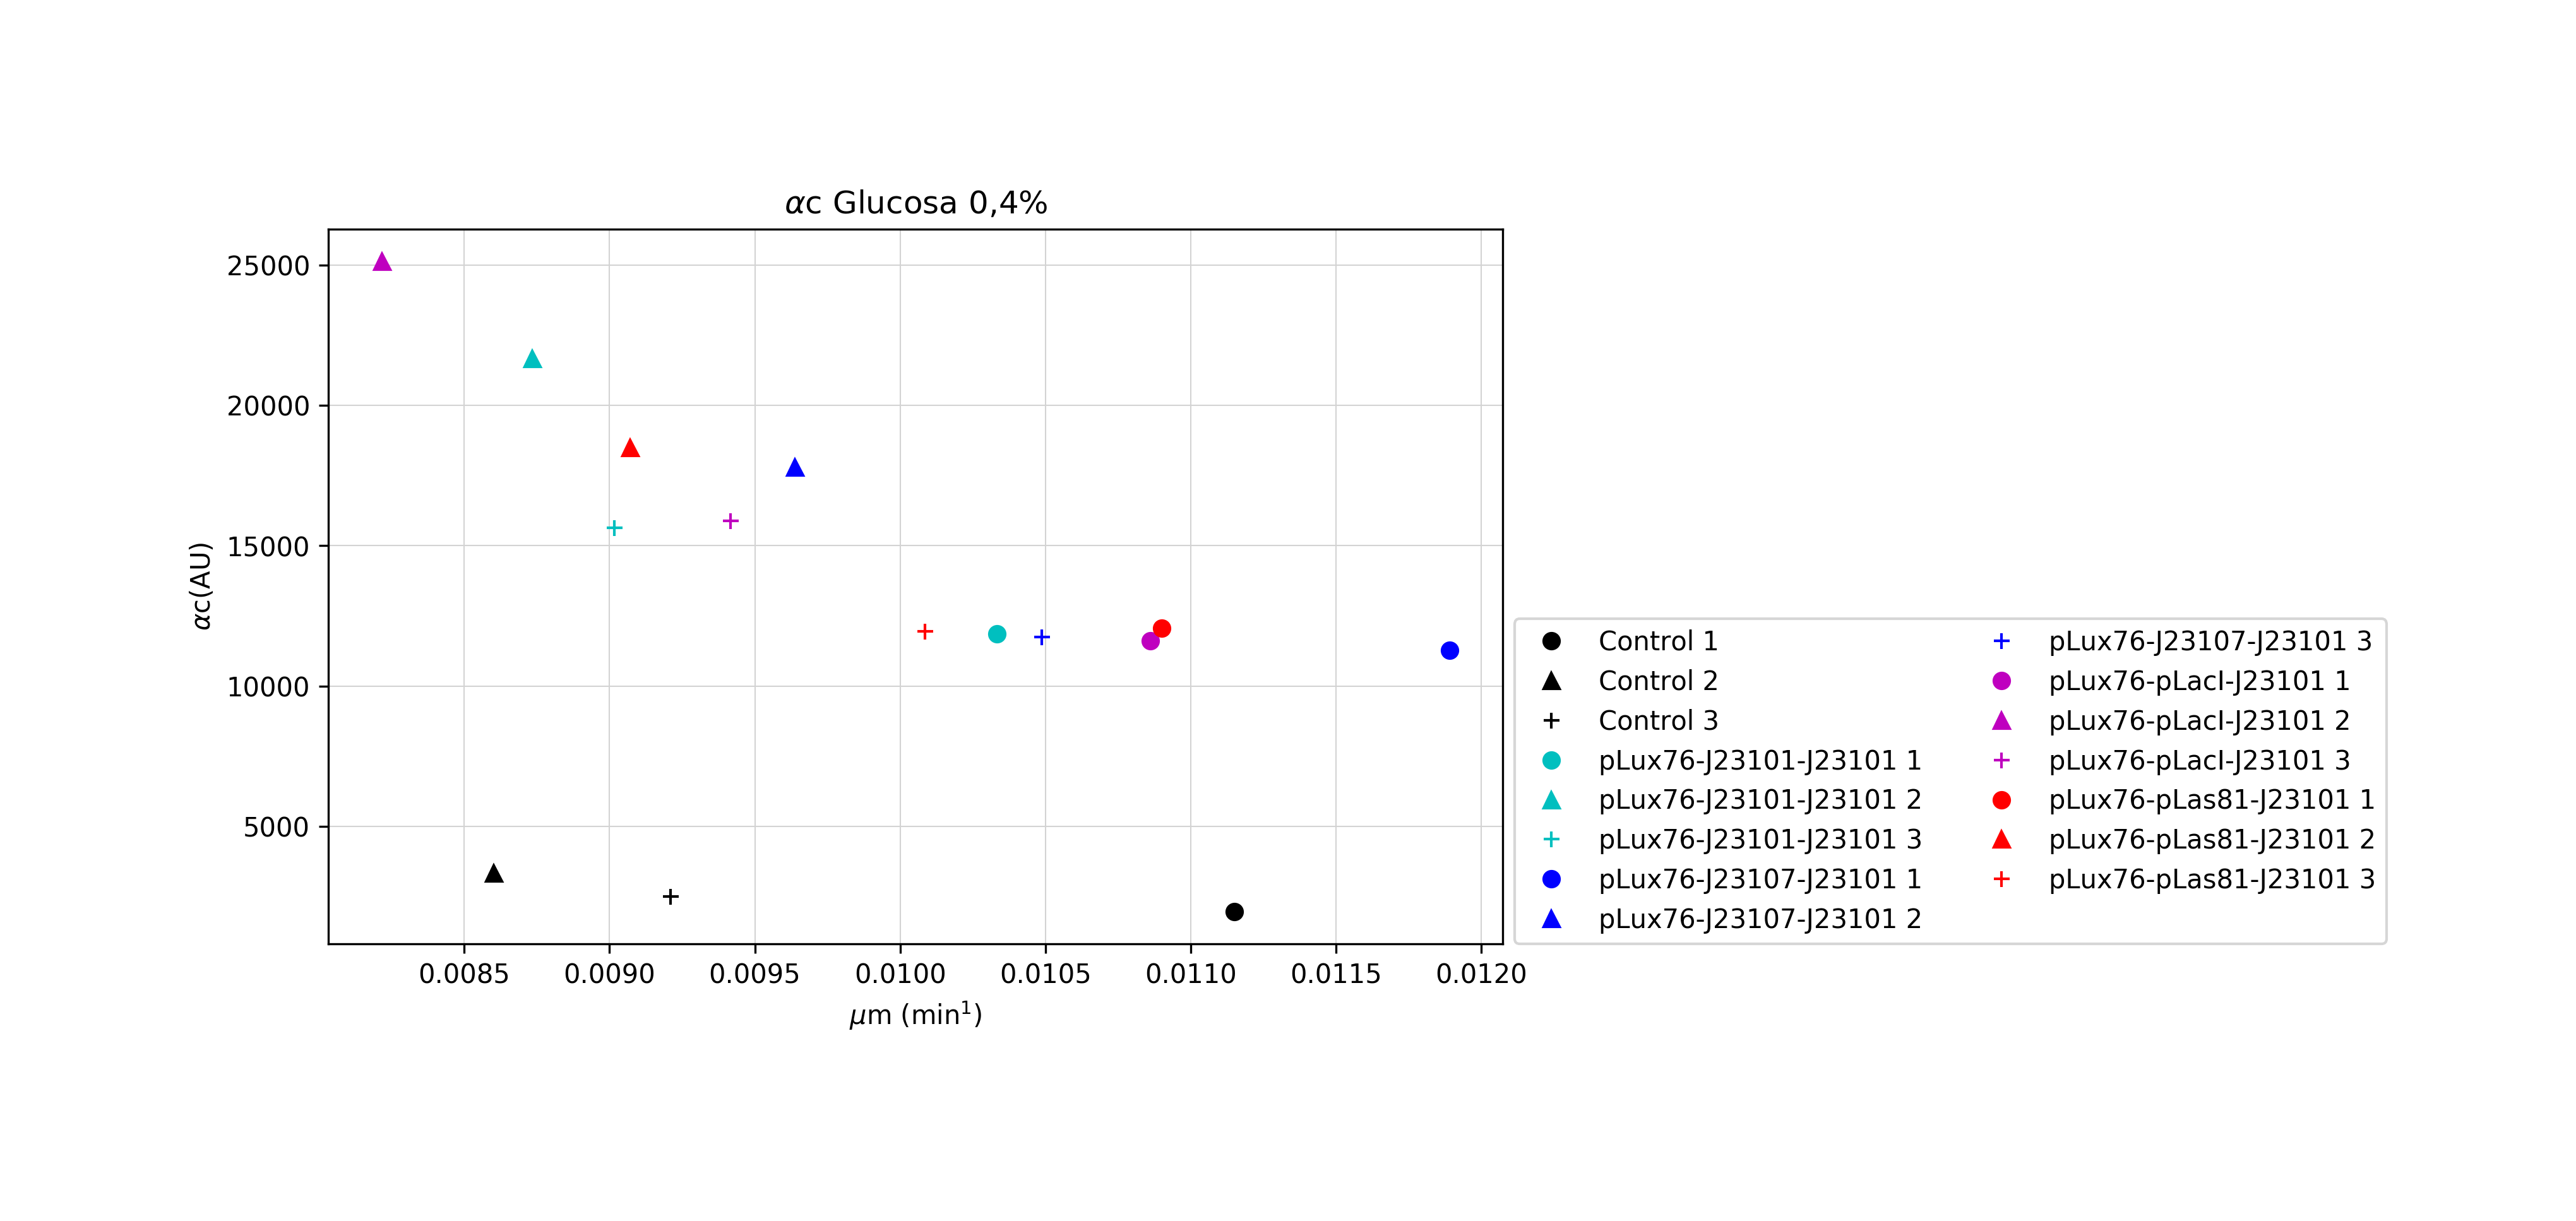 αc Glucosa 0,4%
αc(AU)
25000
20000
15000
10000
5000
0.0085 0.0090 0.0095 0.0100 0.0105 0.0110 0.0115 0.0120
μm (min¹)
Control 1
Control 2
Control 3
pLux76-J23101-J23101 1
pLux76-J23101-J23101 2
pLux76-J23101-J23101 3
pLux76-J23107-J23101 1
pLux76-J23107-J23101 2
pLux76-J23107-J23101 3
pLux76-pLacI-J23101 1
pLux76-pLacI-J23101 2
pLux76-pLacI-J23101 3
pLux76-pLas81-J23101 1
pLux76-pLas81-J23101 2
pLux76-pLas81-J23101 3